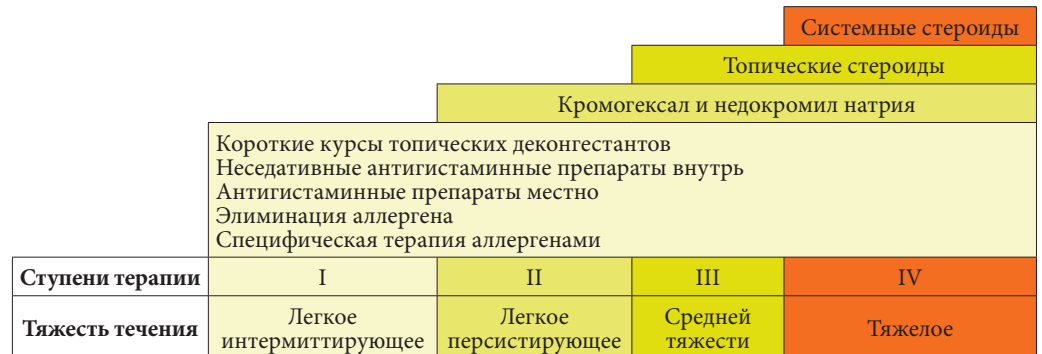 Системные стероиды
Топические стероиды
Кромогексал и недокромил натрия
Короткие курсы топических деконгестантов
Неседативные антигистаминные препараты внутрь
Антигистаминные препараты местно
Элиминация аллергена
Специфическая терапия аллергенами
Ступени терапии I II III IV
Тяжесть течения Легкое интермиттирующее Легкое персистирующее Средней тяжести Тяжелое